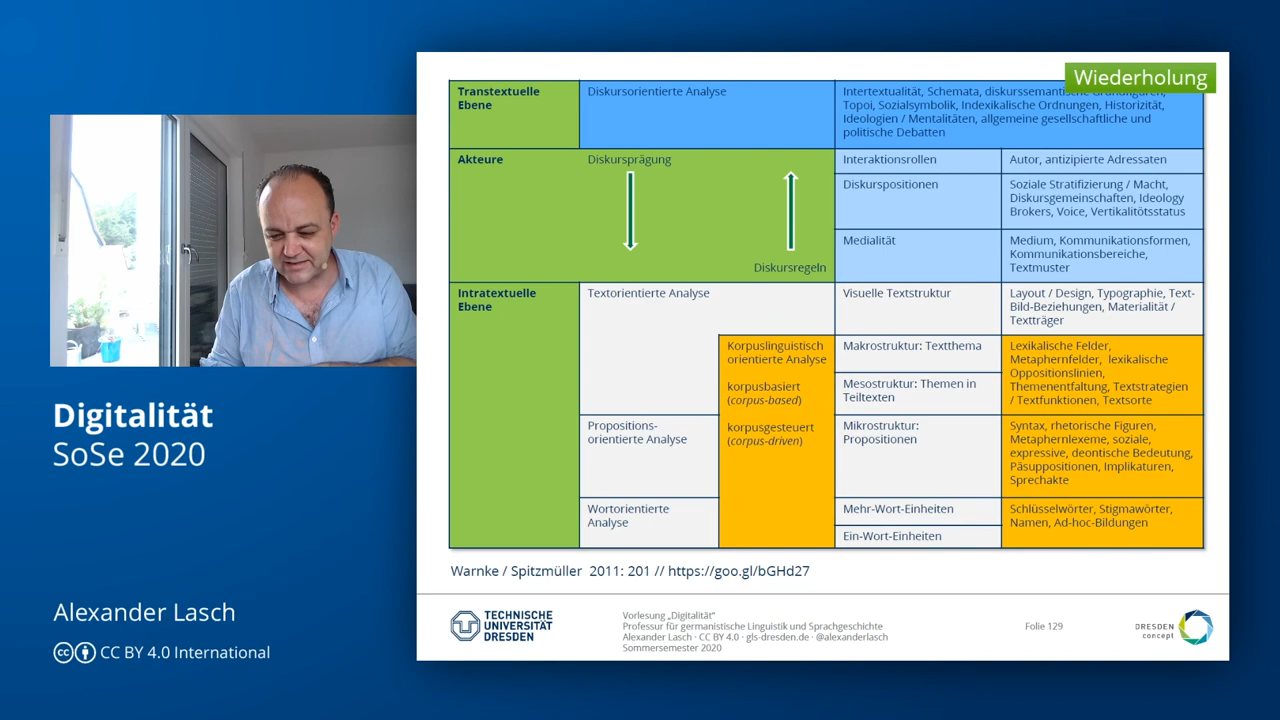 Wiederholung
Transtextuelle
Ebene
Diskursorientierte Analyse
Intertextualität, Schemata, diskurssemantische Grundfiguren,
Topoi, Sozialsymbolik, Indexikalische Ordnungen, Historizität,
Ideologien / Mentalitäten, allgemeine gesellschaftliche und
politische Debatten
Akteure
Diskursprägung
Diskursregeln
Interaktionsrollen
Autor, antizipierte Adressaten
Diskurspositionen
Soziale Stratifizierung / Macht,
Diskursgemeinschaften, Ideology
Brokers, Voice, Vertikalitötsstatus
Medialität
Medium, Kommunikationsformen,
Kommunikationsbereiche,
Textmuster
Intratextuelle
Ebene
Textorientierte Analyse
Visuelle Textstruktur
Layout / Design, Typographie, Text-
Bild-Beziehungen, Materialität /
Textträger
Korpuslinguistisch
orientierte Analyse
korpusbasiert
(corpus-based)
korpusgesteuert
(corpus-driven)
Makrostruktur: Textthema
Mesostruktur: Themen in
Teiltexten
Lexikalische Felder,
Metaphernfelder, lexikalische
Oppositionslinien,
Themenentfaltung, Textstrategien
/ Textfunktionen, Textsorte
Propositions-
orientierte Analyse
Mikrostruktur:
Propositionen
Syntax, rhetorische Figuren,
Metaphernlexeme, soziale,
expressive, deontische Bedeutung,
Päsuppositionen, Implikaturen,
Sprechakte
Wortorientierte
Analyse
Mehr-Wort-Einheiten
Ein-Wort-Einheiten
Schlüsselwörter, Stigmawörter,
Namen, Ad-hoc-Bildungen
Warnke / Spitzmüller 2011: 201 // https://goo.gl/bGHd27
TECHNISCHE
UNIVERSITÄT
DRESDEN
Vorlesung „Digitalität“
Professur für germanistische Linguistik und Sprachgeschichte
Alexander Lasch · CC BY 4.0 · gls-dresden.de · @alexanderlasch
Sommersemester 2020
Folie 129
DRESDEN
concept
Digitalität
SoSe 2020
Alexander Lasch
CC BY 4.0 International